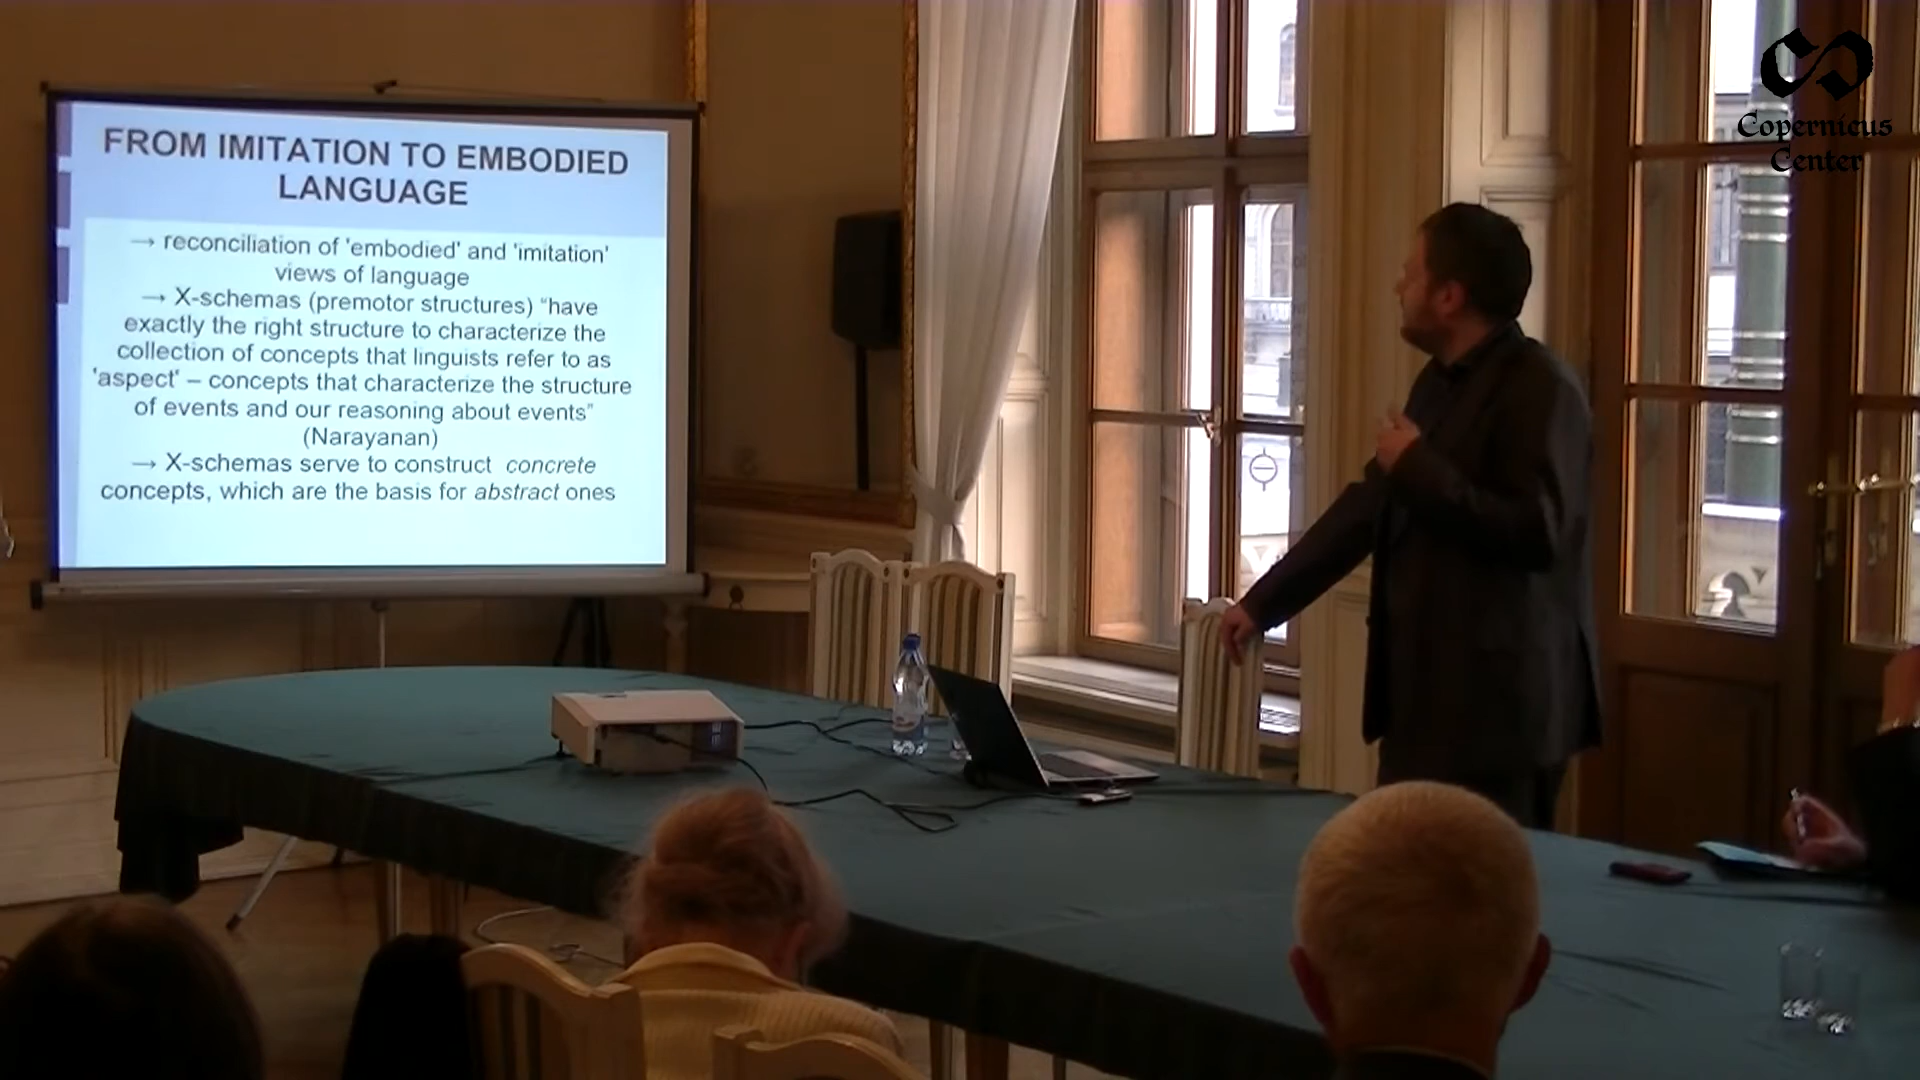 FROM IMITATION TO EMBODIED
LANGUAGE
→ reconciliation of 'embodied' and 'imitation'
views of language
→ X-schemas (premotor structures) “have
exactly the right structure to characterize the
collection of concepts that linguists refer to as
'aspect' – concepts that characterize the structure
of events and our reasoning about events”
(Narayanan)
→ X-schemas serve to construct concrete
concepts, which are the basis for abstract ones
Copernicus
Center